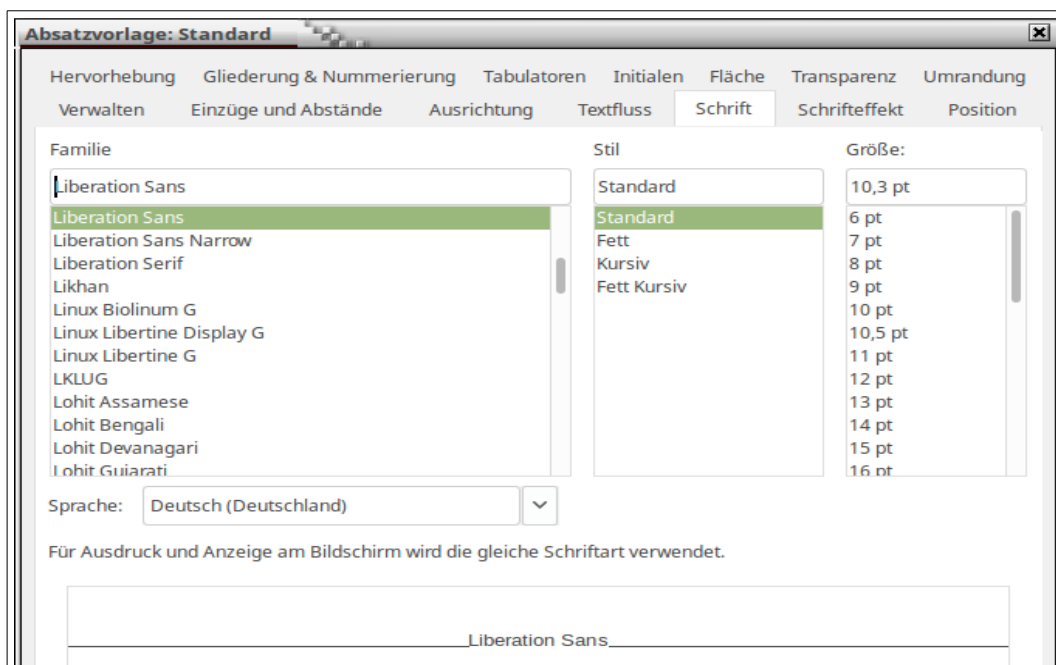 Absatzvorlage: Standard
Hervorhebung Gliederung & Nummerierung Tabulatoren Initialen Fläche Transparenz Umrandung
Verwalten Einzüge und Abstände Ausrichtung Textfluss Schrift Schrifteffekt Position
Familie Stil Größe:
Liberation Sans Standard 10,3 pt
Liberation Sans Standard 6 pt
Liberation Sans Narrow Fett 7 pt
Liberation Serif Kursiv 8 pt
Likhan Fett Kursiv 9 pt
Linux Biolinum G 10 pt
Linux Libertine Display G 10,5 pt
Linux Libertine G 11 pt
LKLUG 12 pt
Lohit Assamese 13 pt
Lohit Bengali 14 pt
Lohit Devanagari 15 pt
Lohit Gujarati 16 pt
Sprache: Deutsch (Deutschland)
Für Ausdruck und Anzeige am Bildschirm wird die gleiche Schriftart verwendet.
Liberation Sans